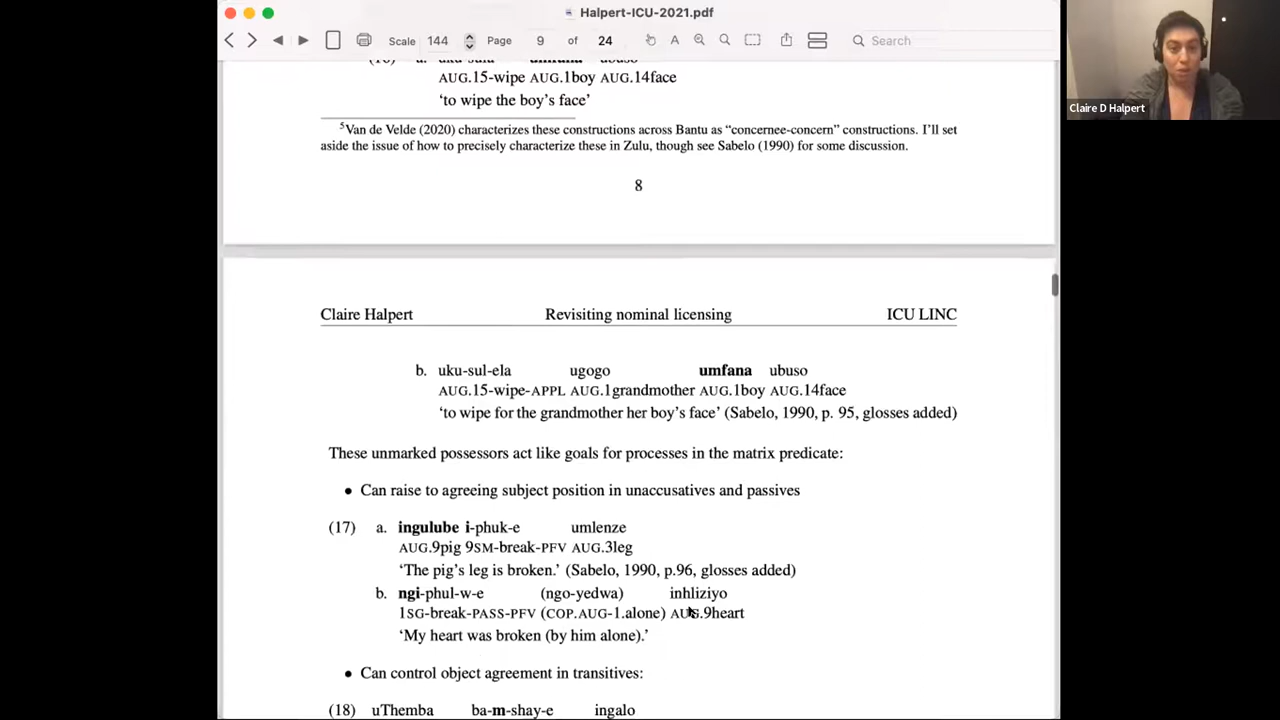 Halpert-ICU-2021.pdf
Scale 144 Page 9 of 24 A Search
Claire D Halpert
(16) a. uku-sula umfana ubuso
AUG.15-wipe AUG.1boy AUG.14face
‘to wipe the boy’s face’
5Van de Velde (2020) characterizes these constructions across Bantu as “concernee-concern” constructions. I’ll set
aside the issue of how to precisely characterize these in Zulu, though see Sabelo (1990) for some discussion.
8
Claire Halpert Revisiting nominal licensing ICU LINC
b. uku-sul-ela ugogo umfana ubuso
AUG.15-wipe-APPL AUG.1grandmother AUG.1boy AUG.14face
‘to wipe for the grandmother her boy’s face’ (Sabelo, 1990, p. 95, glosses added)
These unmarked possessors act like goals for processes in the matrix predicate:
• Can raise to agreeing subject position in unaccusatives and passives
(17) a. ingulube i-phuk-e umlenze
AUG.9pig 9SM-break-PFV AUG.3leg
‘The pig’s leg is broken.’ (Sabelo, 1990, p.96, glosses added)
b. ngi-phul-w-e (ngo-yedwa) inhliziyo
1SG-break-PASS-PFV (COP.AUG-1.alone) AUG.9heart
‘My heart was broken (by him alone).’
• Can control object agreement in transitives:
(18) uThemba ba-m-shay-e ingalo